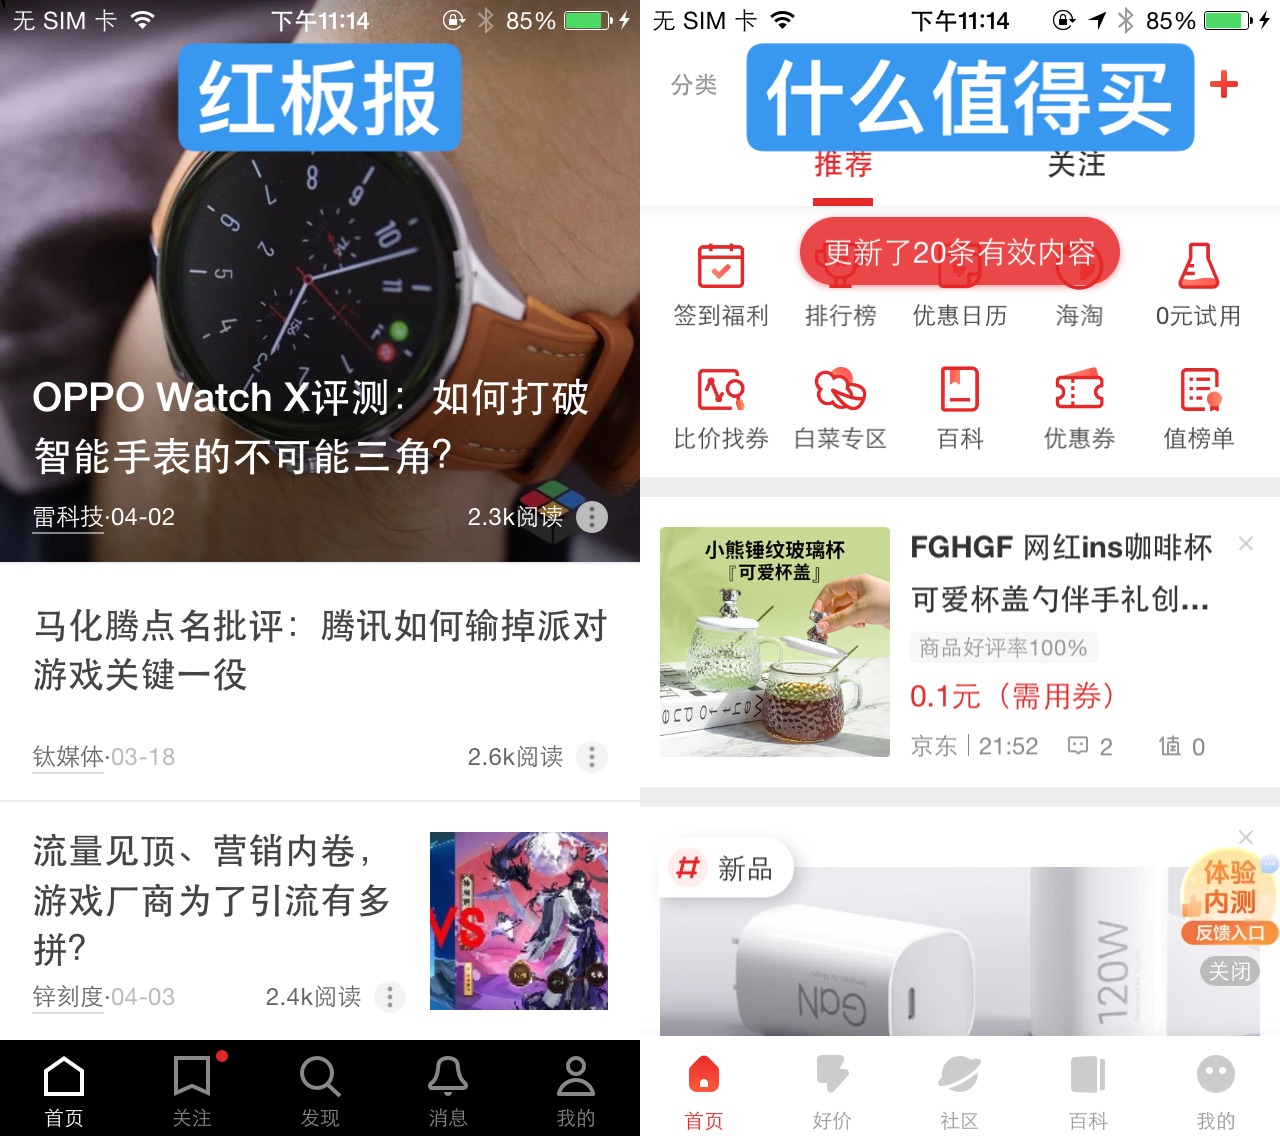 无 SIM 卡
下午11:14
85%
红板报
OPPO Watch X评测：如何打破
智能手表的不可能三角？
雷科技·04-02
2.3k阅读
马化腾点名批评：腾讯如何输掉派对
游戏关键一役
钛媒体·03-18
2.6k阅读
流量见顶、营销内卷，
游戏厂商为了引流有多
拼？
锌刻度·04-03
2.4k阅读
VS
首页
关注
发现
消息
我的
无 SIM 卡
下午11:14
85%
分类
什么值得买
推荐
关注
更新了20条有效内容
签到福利
排行榜
优惠日历
海淘
0元试用
比价找券
白菜专区
百科
优惠券
值榜单
小熊锤纹玻璃杯
『可爱杯盖』
FGHGF 网红ins咖啡杯
可爱杯盖勺伴手礼创...
商品好评率100%
0.1元（需用券）
京东
21:52
2
值 0
# 新品
GaN
120W
体验
内测
反馈入口
关闭
首页
好价
社区
百科
我的